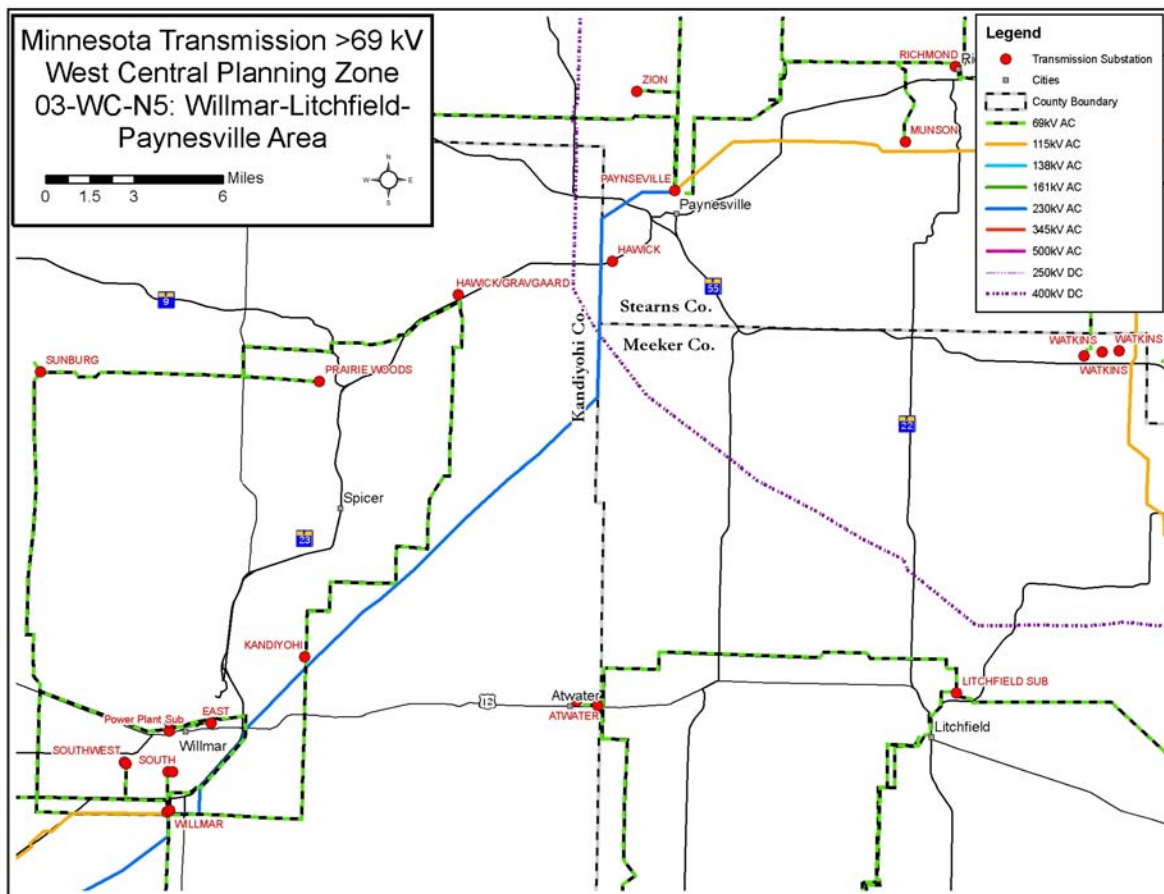 Minnesota Transmission >69 kV
West Central Planning Zone
03-WC-N5: Willmar-Litchfield-
Paynesville Area
Miles
0 1.5 3 6
N
W E
S
Legend
Transmission Substation
Cities
County Boundary
69kV AC
115kV AC
138kV AC
161kV AC
230kV AC
345kV AC
500kV AC
250kV DC
400kV DC
RICHMOND
Ri
ZION
MUNSON
PAYNSEVILLE
Paynesville
HAWICK
HAWICK/GRAVGAARD
9
55
Stearns Co.
Meeker Co.
Kandiyohi Co.
WATKINS
WATKINS
WATKINS
SUNBURG
PRAIRIE WOODS
22
Spicer
23
KANDIYOHI
LITCHFIELD SUB
Atwater
12
ATWATER
EAST
Power Plant Sub
Willmar
Litchfield
SOUTHWEST
SOUTH
WILLMAR